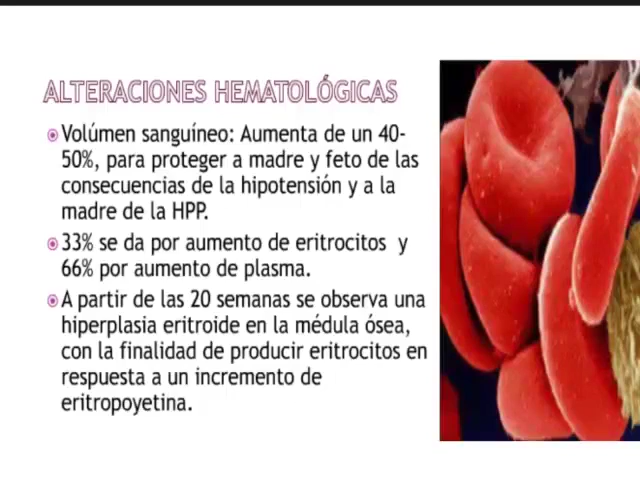 ALTERACIONES HEMATOLÓGICAS
Volúmen sanguíneo: Aumenta de un 40-
50%, para proteger a madre y feto de las
consecuencias de la hipotensión y a la
madre de la HPP.
33% se da por aumento de eritrocitos y
66% por aumento de plasma.
A partir de las 20 semanas se observa una
hiperplasia eritroide en la médula ósea,
con la finalidad de producir eritrocitos en
respuesta a un incremento de
eritropoyetina.